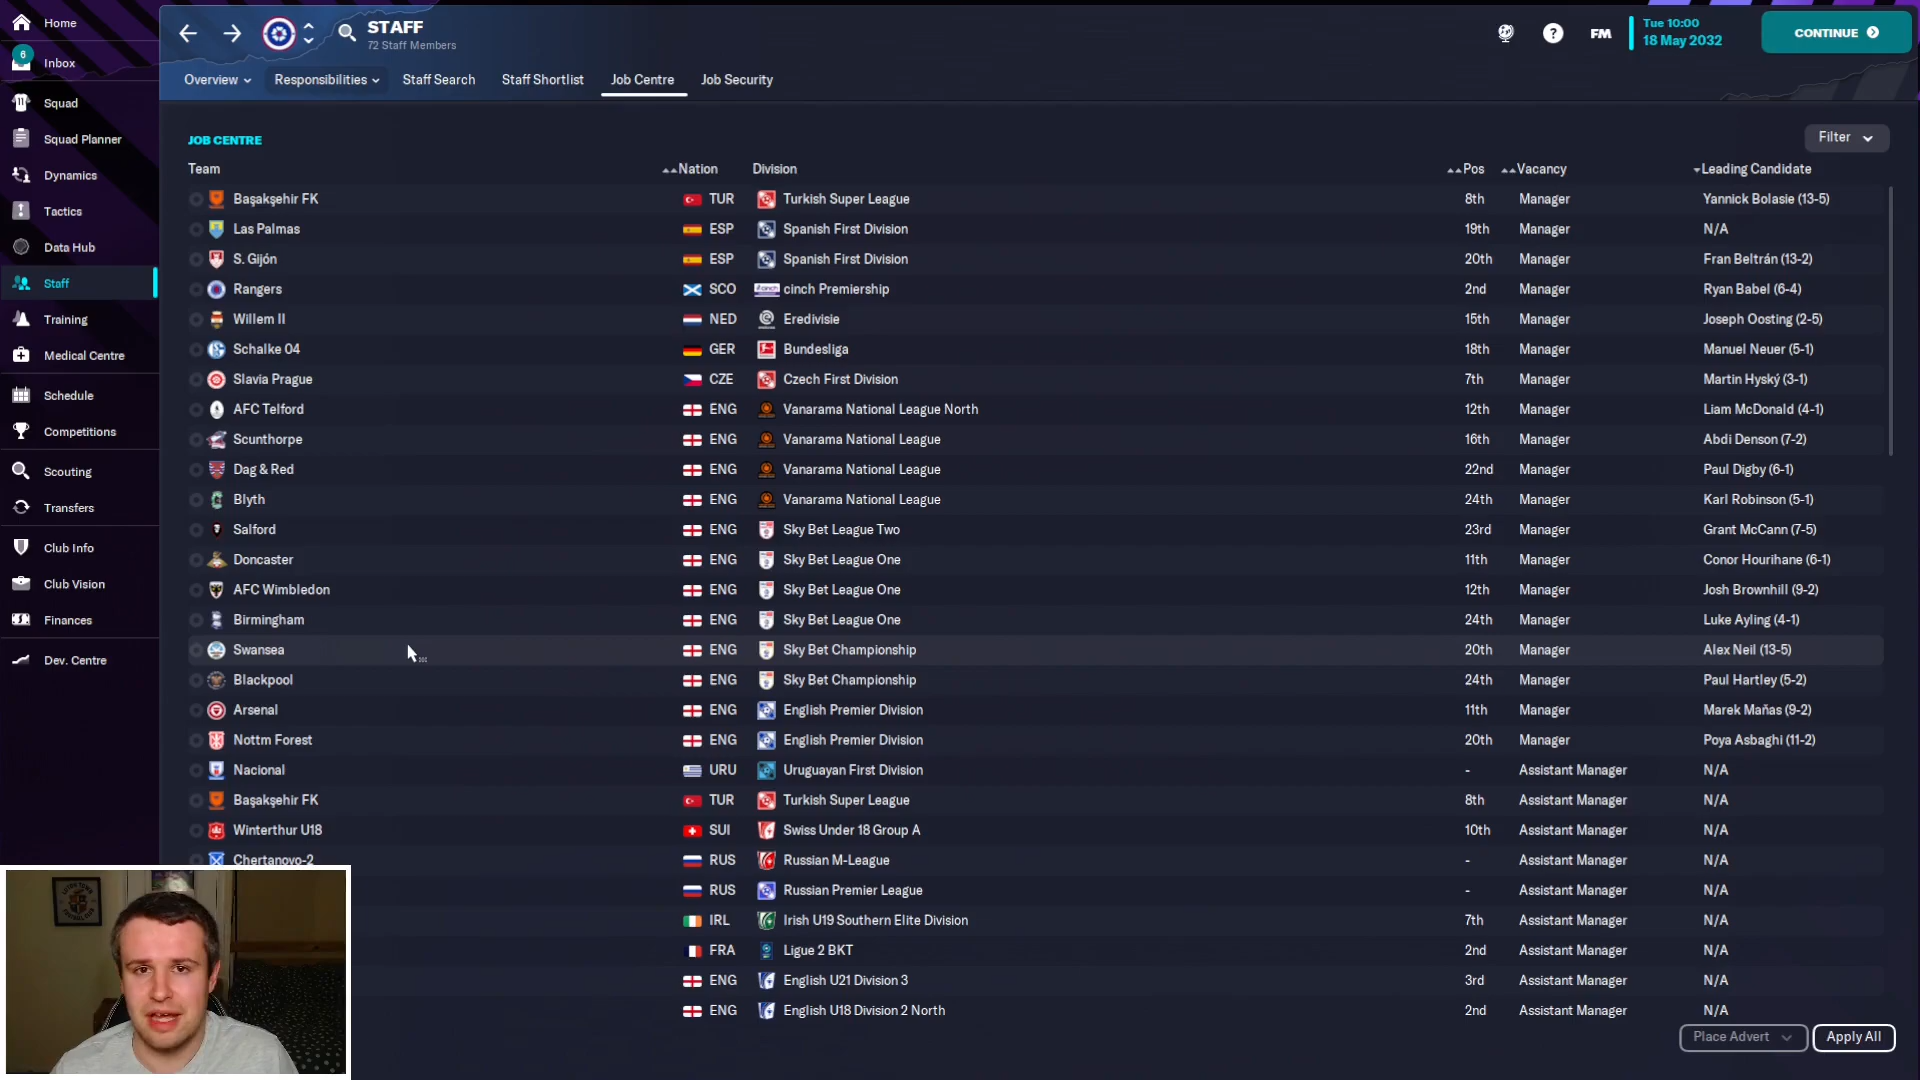 Home
6
Inbox
Squad
Squad Planner
Dynamics
Tactics
Data Hub
Staff
Training
Medical Centre
Schedule
Competitions
Scouting
Transfers
Club Info
Club Vision
Finances
Dev. Centre
STAFF
72 Staff Members
?
FM
Tue 10:00
18 May 2032
CONTINUE
Overview
Responsibilities
Staff Search
Staff Shortlist
Job Centre
Job Security
JOB CENTRE
Filter
Team Nation Division Pos Vacancy Leading Candidate
Başakşehir FK TUR Turkish Super League 8th Manager Yannick Bolasie (13-5)
Las Palmas ESP Spanish First Division 19th Manager N/A
S. Gijón ESP Spanish First Division 20th Manager Fran Beltrán (13-2)
Rangers SCO cinch cinch Premiership 2nd Manager Ryan Babel (6-4)
Willem II NED Eredivisie 15th Manager Joseph Oosting (2-5)
Schalke 04 GER Bundesliga 18th Manager Manuel Neuer (5-1)
Slavia Prague CZE Czech First Division 7th Manager Martin Hyský (3-1)
AFC Telford ENG Vanarama National League North 12th Manager Liam McDonald (4-1)
Scunthorpe ENG Vanarama National League 16th Manager Abdi Denson (7-2)
Dag & Red ENG Vanarama National League 22nd Manager Paul Digby (6-1)
Blyth ENG Vanarama National League 24th Manager Karl Robinson (5-1)
Salford ENG Sky Bet League Two 23rd Manager Grant McCann (7-5)
Doncaster ENG Sky Bet League One 11th Manager Conor Hourihane (6-1)
AFC Wimbledon ENG Sky Bet League One 12th Manager Josh Brownhill (9-2)
Birmingham ENG Sky Bet League One 24th Manager Luke Ayling (4-1)
Swansea ENG Sky Bet Championship 20th Manager Alex Neil (13-5)
Blackpool ENG Sky Bet Championship 24th Manager Paul Hartley (5-2)
Arsenal ENG English Premier Division 11th Manager Marek Maňas (9-2)
Nottm Forest ENG English Premier Division 20th Manager Poya Asbaghi (11-2)
Nacional URU Uruguayan First Division - Assistant Manager N/A
Başakşehir FK TUR Turkish Super League 8th Assistant Manager N/A
Winterthur U18 SUI Swiss Under 18 Group A 10th Assistant Manager N/A
Chertanovo-2 RUS Russian M-League - Assistant Manager N/A
RUS Russian Premier League - Assistant Manager N/A
IRL Irish U19 Southern Elite Division 7th Assistant Manager N/A
FRA Ligue 2 BKT 2nd Assistant Manager N/A
ENG English U21 Division 3 3rd Assistant Manager N/A
ENG English U18 Division 2 North 2nd Assistant Manager N/A
Place Advert
Apply All